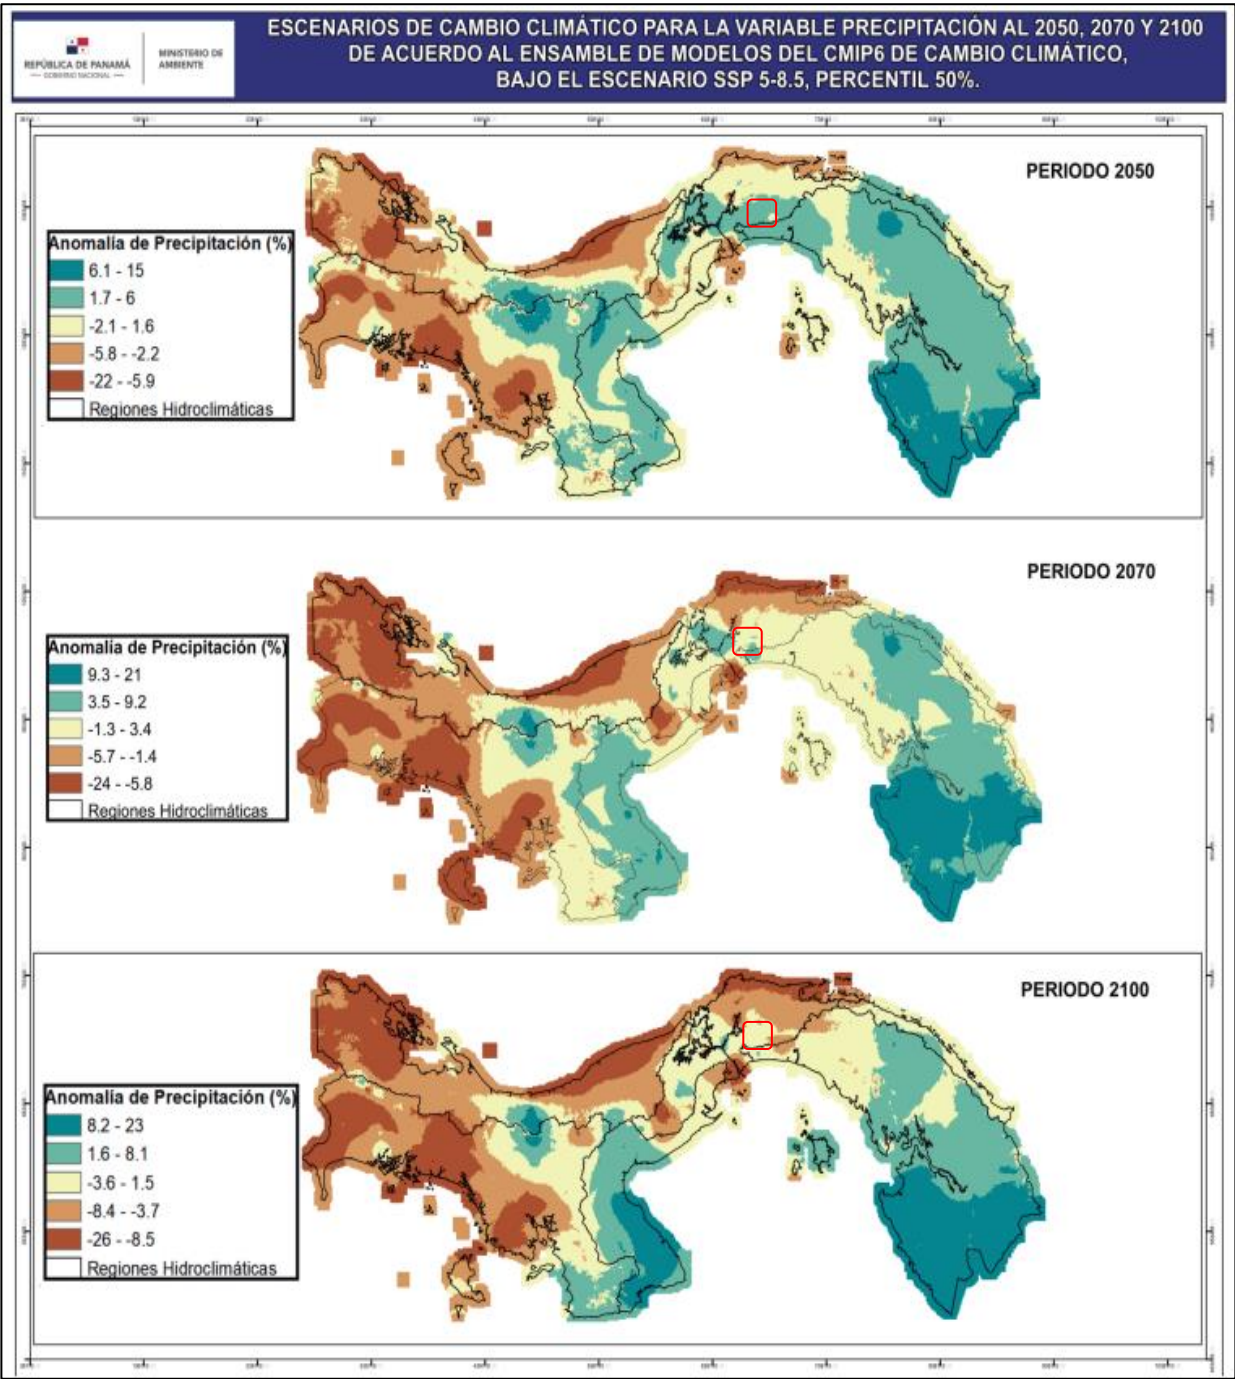 REPÚBLICA DE PANAMÁ
— GOBIERNO NACIONAL —
MINISTERIO DE
AMBIENTE
ESCENARIOS DE CAMBIO CLIMÁTICO PARA LA VARIABLE PRECIPITACIÓN AL 2050, 2070 Y 2100
DE ACUERDO AL ENSAMBLE DE MODELOS DEL CMIP6 DE CAMBIO CLIMÁTICO,
BAJO EL ESCENARIO SSP 5-8.5, PERCENTIL 50%.
PERIODO 2050
Anomalía de Precipitación (%)
6.1 - 15
1.7 - 6
-2.1 - 1.6
-5.8 - -2.2
-22 - -5.9
Regiones Hidroclimáticas
PERIODO 2070
Anomalía de Precipitación (%)
9.3 - 21
3.5 - 9.2
-1.3 - 3.4
-5.7 - -1.4
-24 - -5.8
Regiones Hidroclimáticas
PERIODO 2100
Anomalía de Precipitación (%)
8.2 - 23
1.6 - 8.1
-3.6 - 1.5
-8.4 - -3.7
-26 - -8.5
Regiones Hidroclimáticas